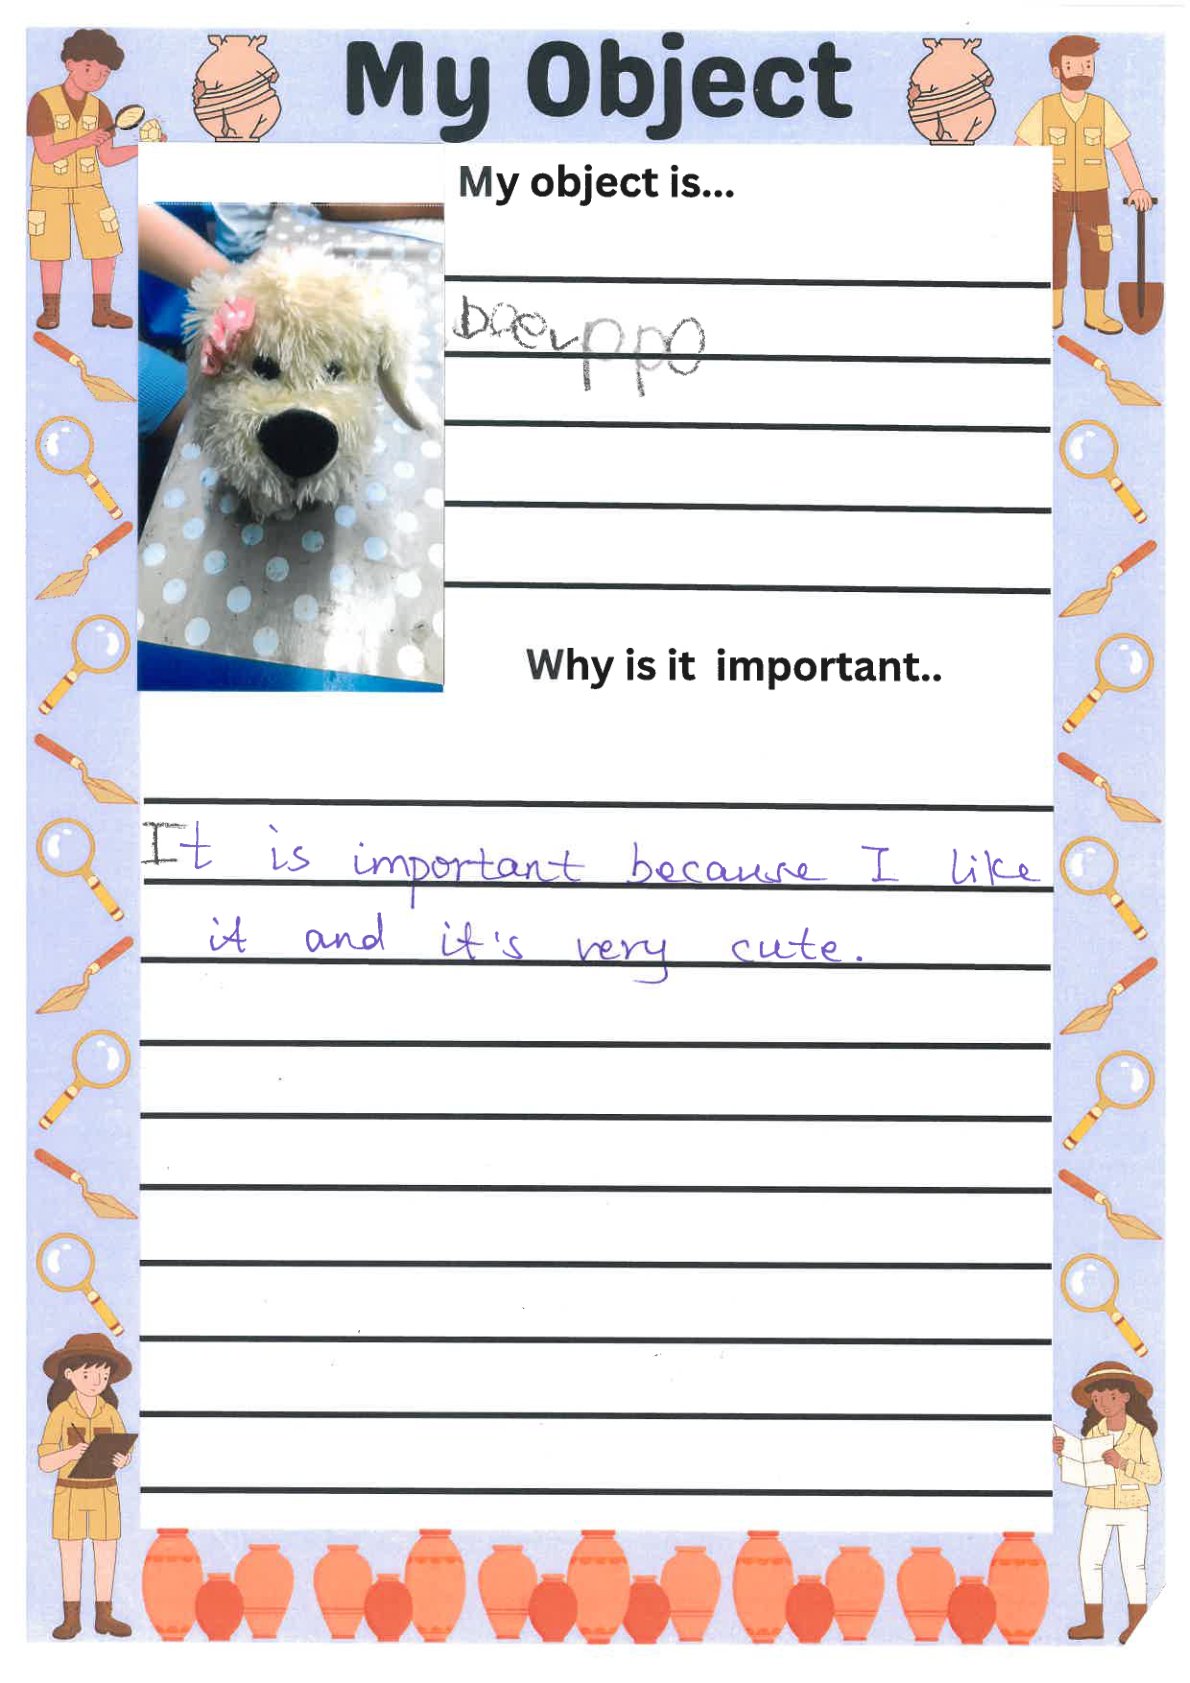 My Object
My object is...
boerppo
Why is it important..
It is important because I like
it and it's very cute.